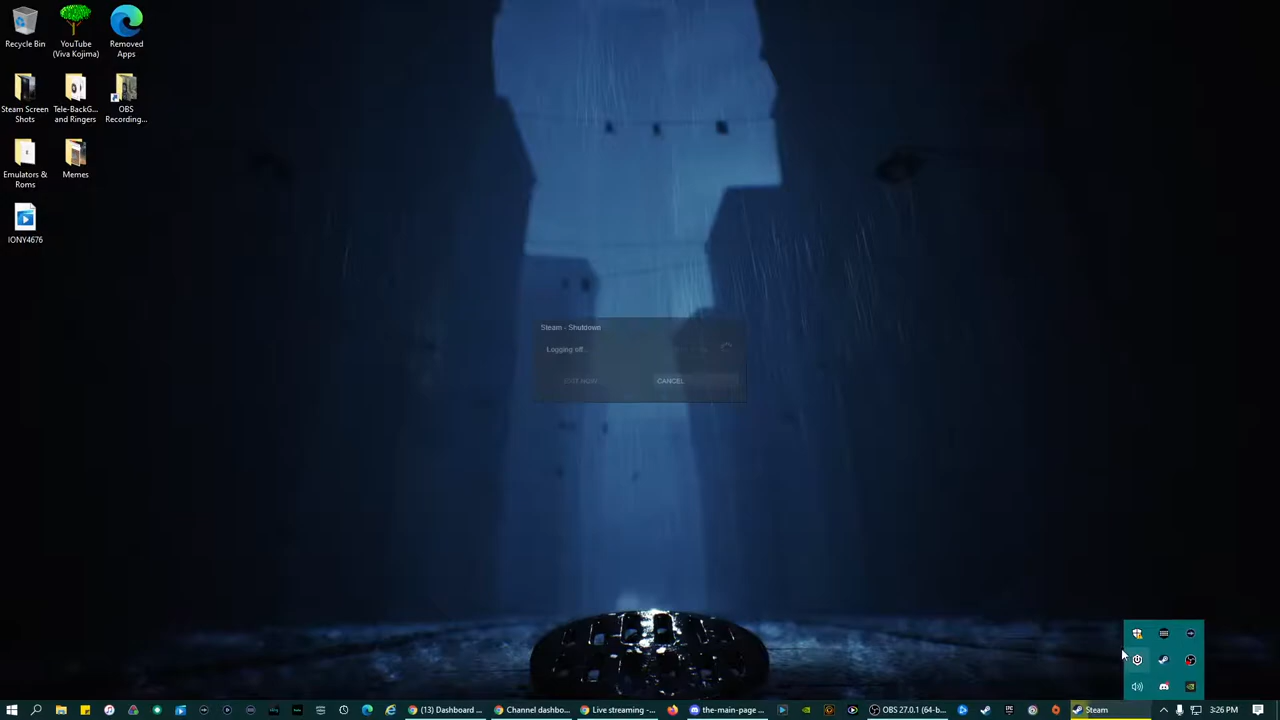 Recycle Bin
YouTube (Viva Kojima)
Removed Apps
Steam Screen Shots
Tele-BackG... and Ringers
OBS Recording...
Emulators & Roms
Memes
IONY4676
Steam - Shutdown
Logging off...
EXIT NOW
CANCEL
(13) Dashboard ...
Channel dashbo...
Live streaming -...
the-main-page ...
OBS 27.0.1 (64-b...
Steam
3:26 PM